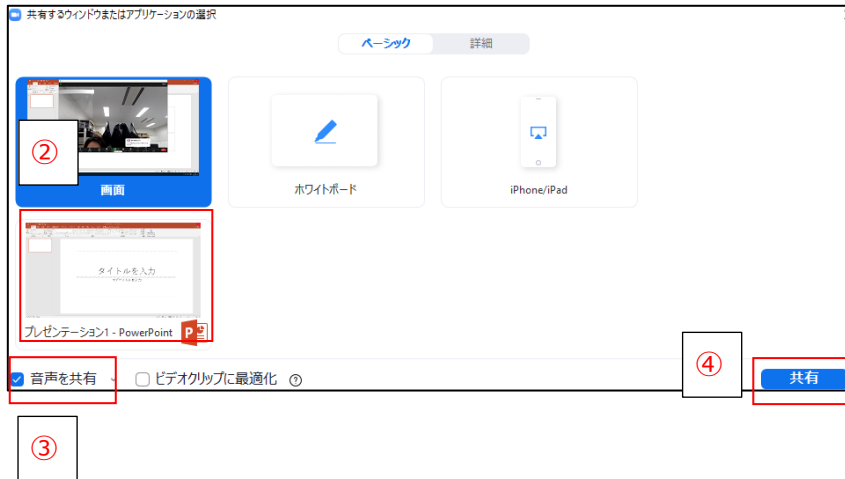 共有するウィンドウまたはアプリケーションの選択
ベーシック 詳細
②
画面 ホワイトボード iPhone/iPad
タイトルを入力
プレゼンテーション1 - PowerPoint
音声を共有 ビデオクリップに最適化
④
共有
③